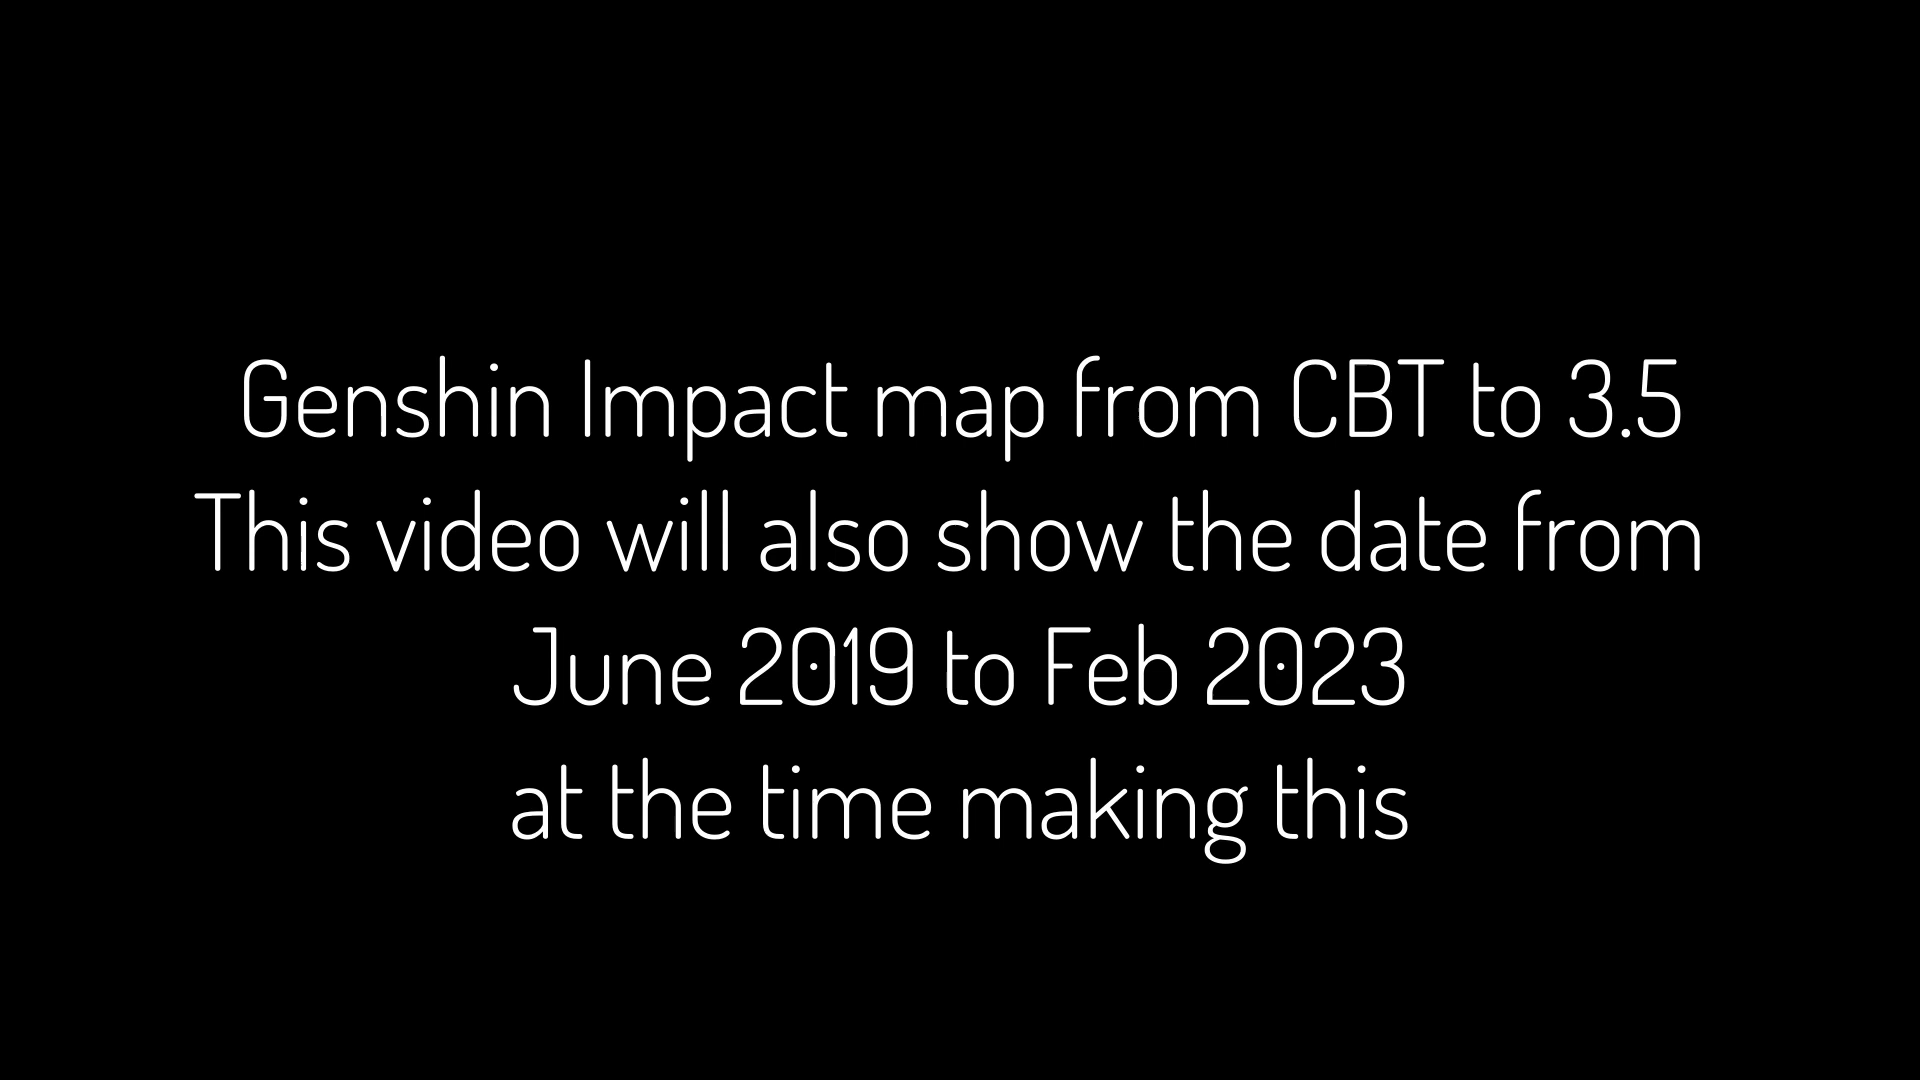 Genshin Impact map from CBT to 3.5
This video will also show the date from
June 2019 to Feb 2023
at the time making this